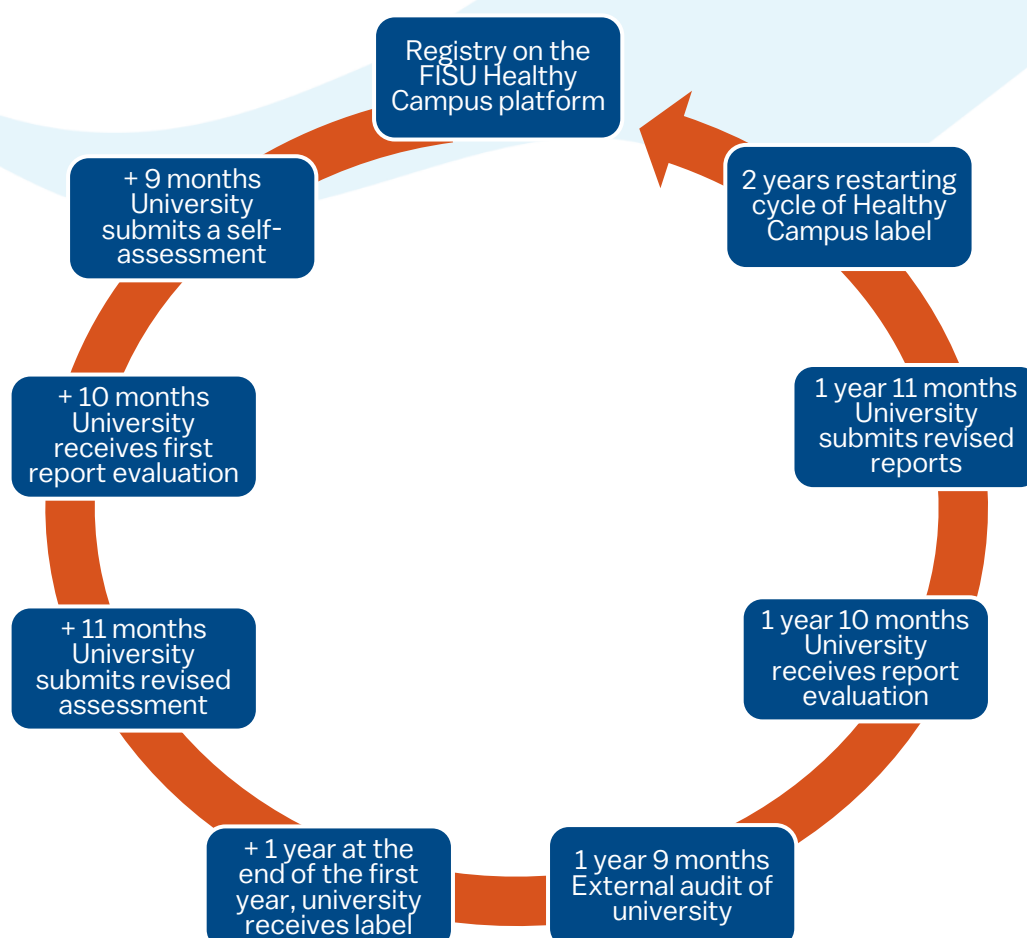 Registry on the
FISU Healthy
Campus platform
+ 9 months
University
submits a self-
assessment
+ 10 months
University
receives first
report evaluation
+ 11 months
University
submits revised
assessment
+ 1 year at the
end of the first
year, university
receives label
1 year 9 months
External audit of
university
1 year 10 months
University
receives report
evaluation
1 year 11 months
University
submits revised
reports
2 years restarting
cycle of Healthy
Campus label